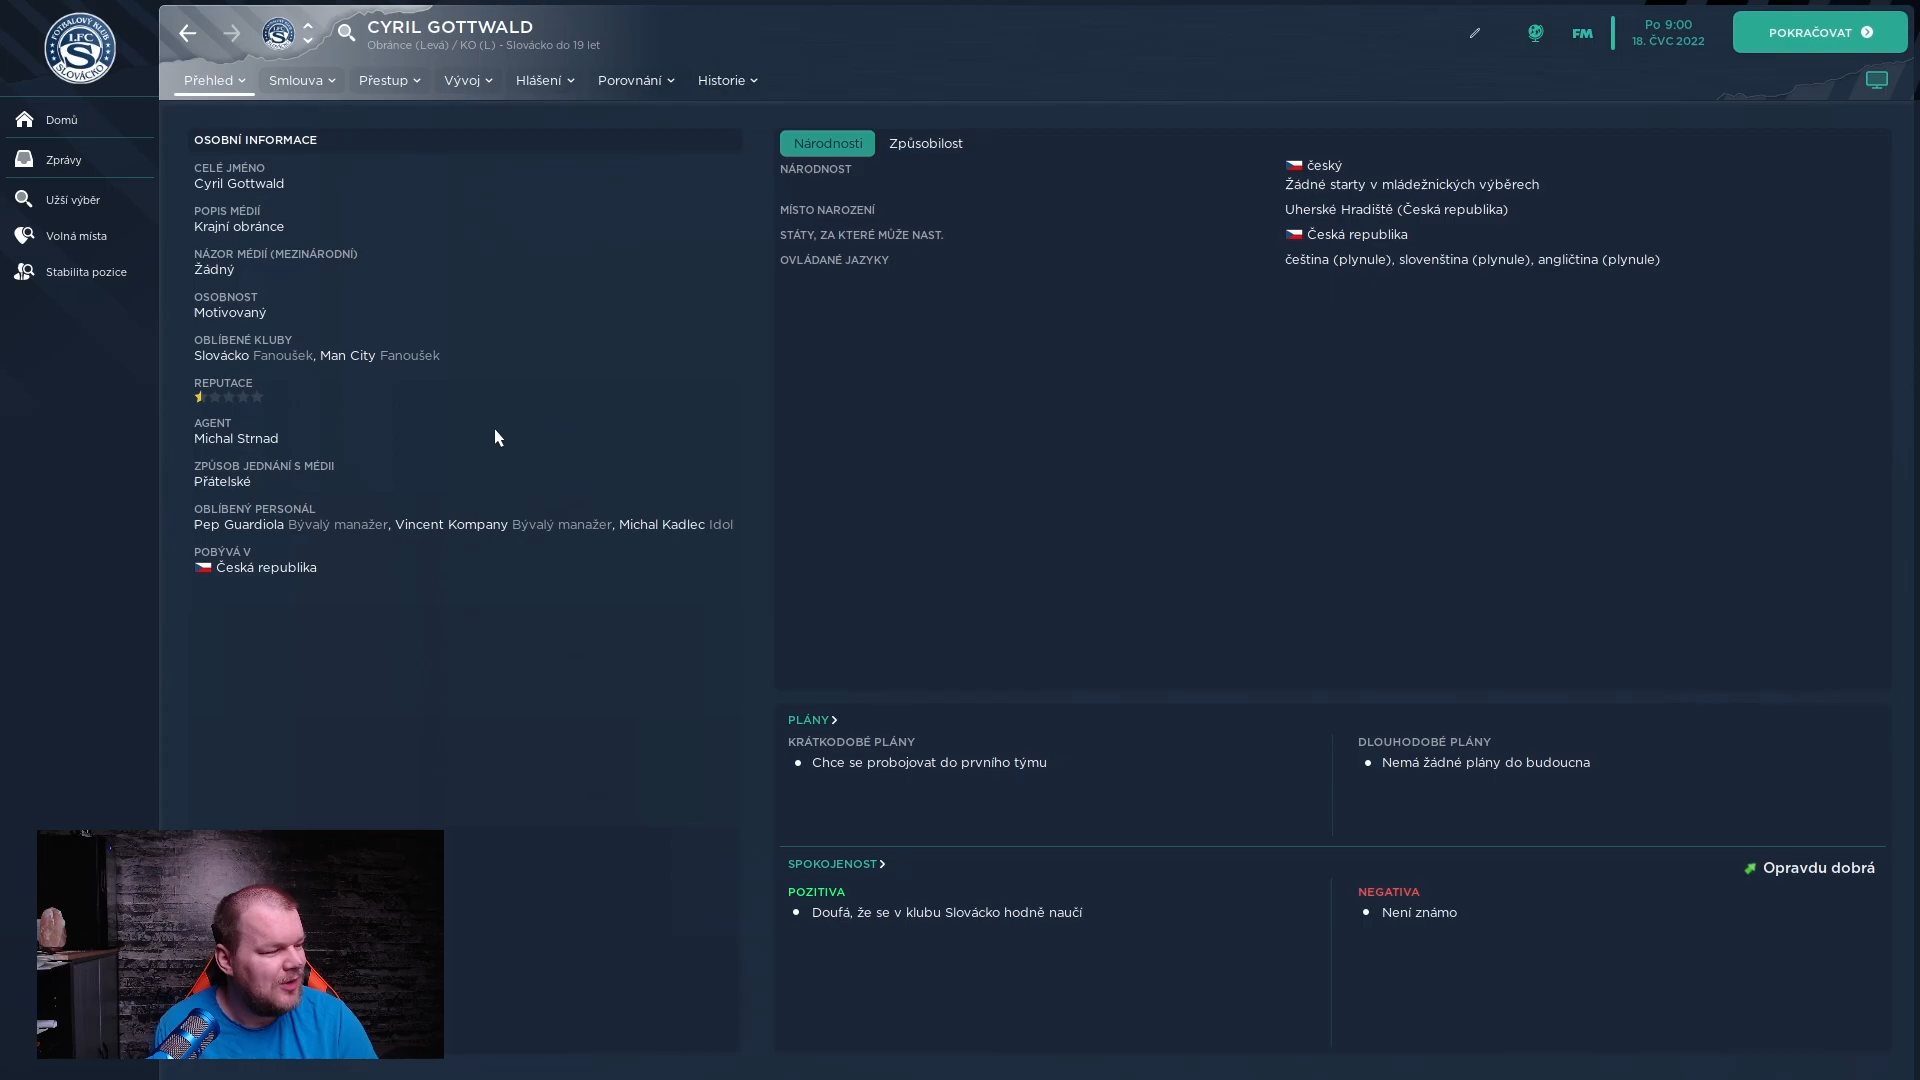 FOTBALOVÝ KLUB
1.FC
S
SLOVÁCKO
CYRIL GOTTWALD
Obránce (Levá) / KO (L) - Slovácko do 19 let
FM
Po 9:00
18. ČVC 2022
POKRAČOVAT
Přehled
Smlouva
Přestup
Vývoj
Hlášení
Porovnání
Historie
Domů
Zprávy
Užší výběr
Volná místa
Stabilita pozice
OSOBNÍ INFORMACE
CELÉ JMÉNO
Cyril Gottwald
POPIS MÉDIÍ
Krajní obránce
NÁZOR MÉDIÍ (MEZINÁRODNÍ)
Žádný
OSOBNOST
Motivovaný
OBLÍBENÉ KLUBY
Slovácko Fanoušek, Man City Fanoušek
REPUTACE
AGENT
Michal Strnad
ZPŮSOB JEDNÁNÍ S MÉDII
Přátelské
OBLÍBENÝ PERSONÁL
Pep Guardiola Bývalý manažer, Vincent Kompany Bývalý manažer, Michal Kadlec Idol
POBÝVÁ V
Česká republika
Národnosti
Způsobilost
NÁRODNOST
český
Žádné starty v mládežnických výběrech
MÍSTO NAROZENÍ
Uherské Hradiště (Česká republika)
STÁTY, ZA KTERÉ MŮŽE NAST.
Česká republika
OVLÁDANÉ JAZYKY
čeština (plynule), slovenština (plynule), angličtina (plynule)
PLÁNY
KRÁTKODOBÉ PLÁNY
Chce se probojovat do prvního týmu
DLOUHODOBÉ PLÁNY
Nemá žádné plány do budoucna
SPOKOJENOST
Opravdu dobrá
POZITIVA
Doufá, že se v klubu Slovácko hodně naučí
NEGATIVA
Není známo